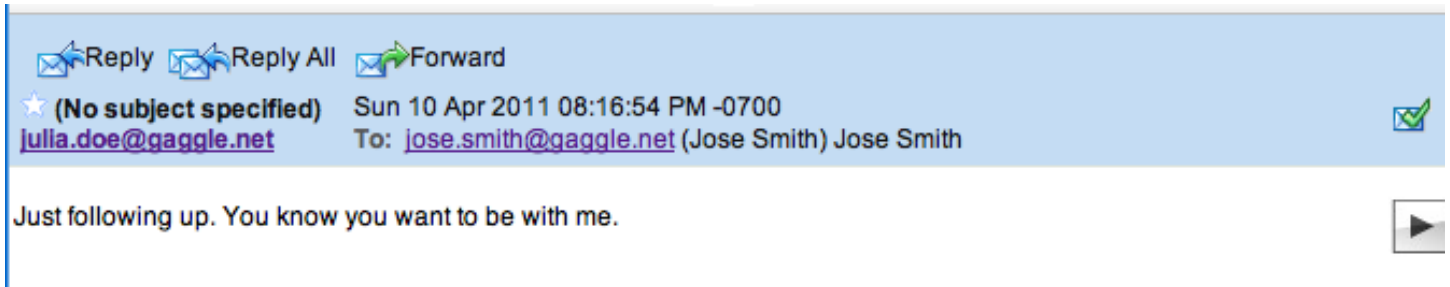 Reply Reply All Forward
(No subject specified) Sun 10 Apr 2011 08:16:54 PM -0700
julia.doe@gaggle.net To: jose.smith@gaggle.net (Jose Smith) Jose Smith
Just following up. You know you want to be with me.